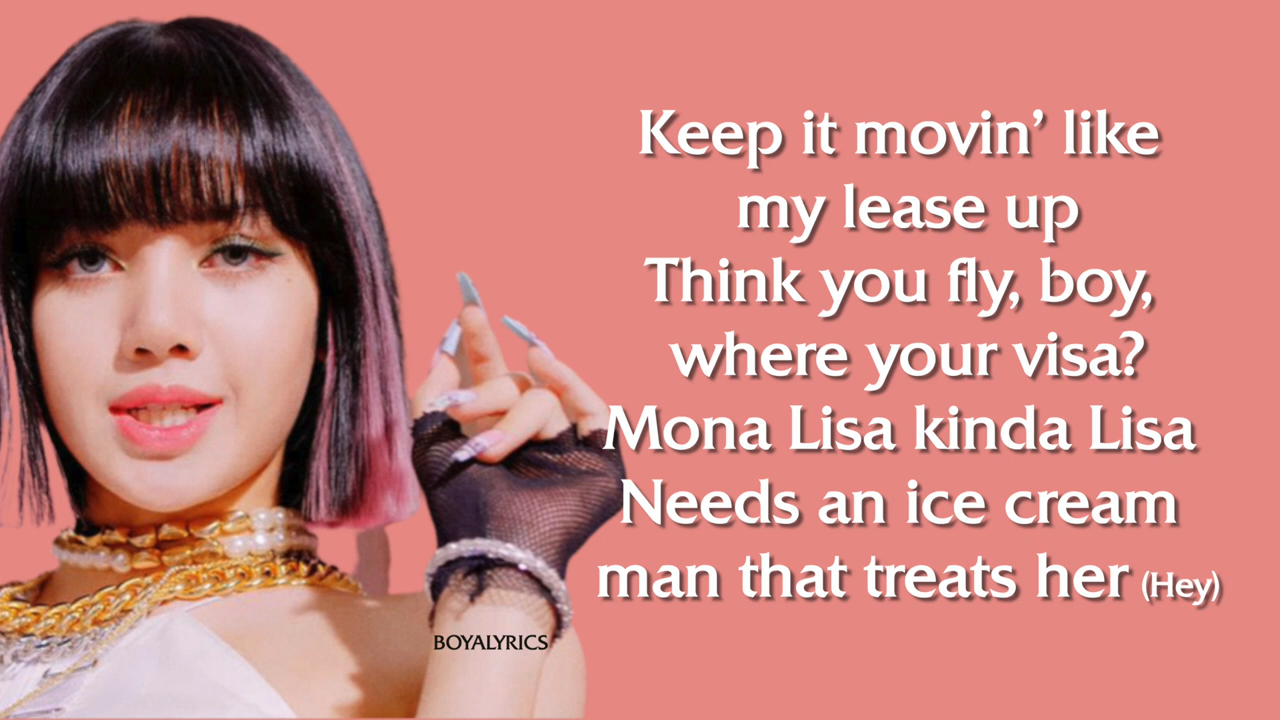 Keep it movin’ like
my lease up
Think you fly, boy,
where your visa?
Mona Lisa kinda Lisa
Needs an ice cream
man that treats her (Hey)
BOYALYRICS